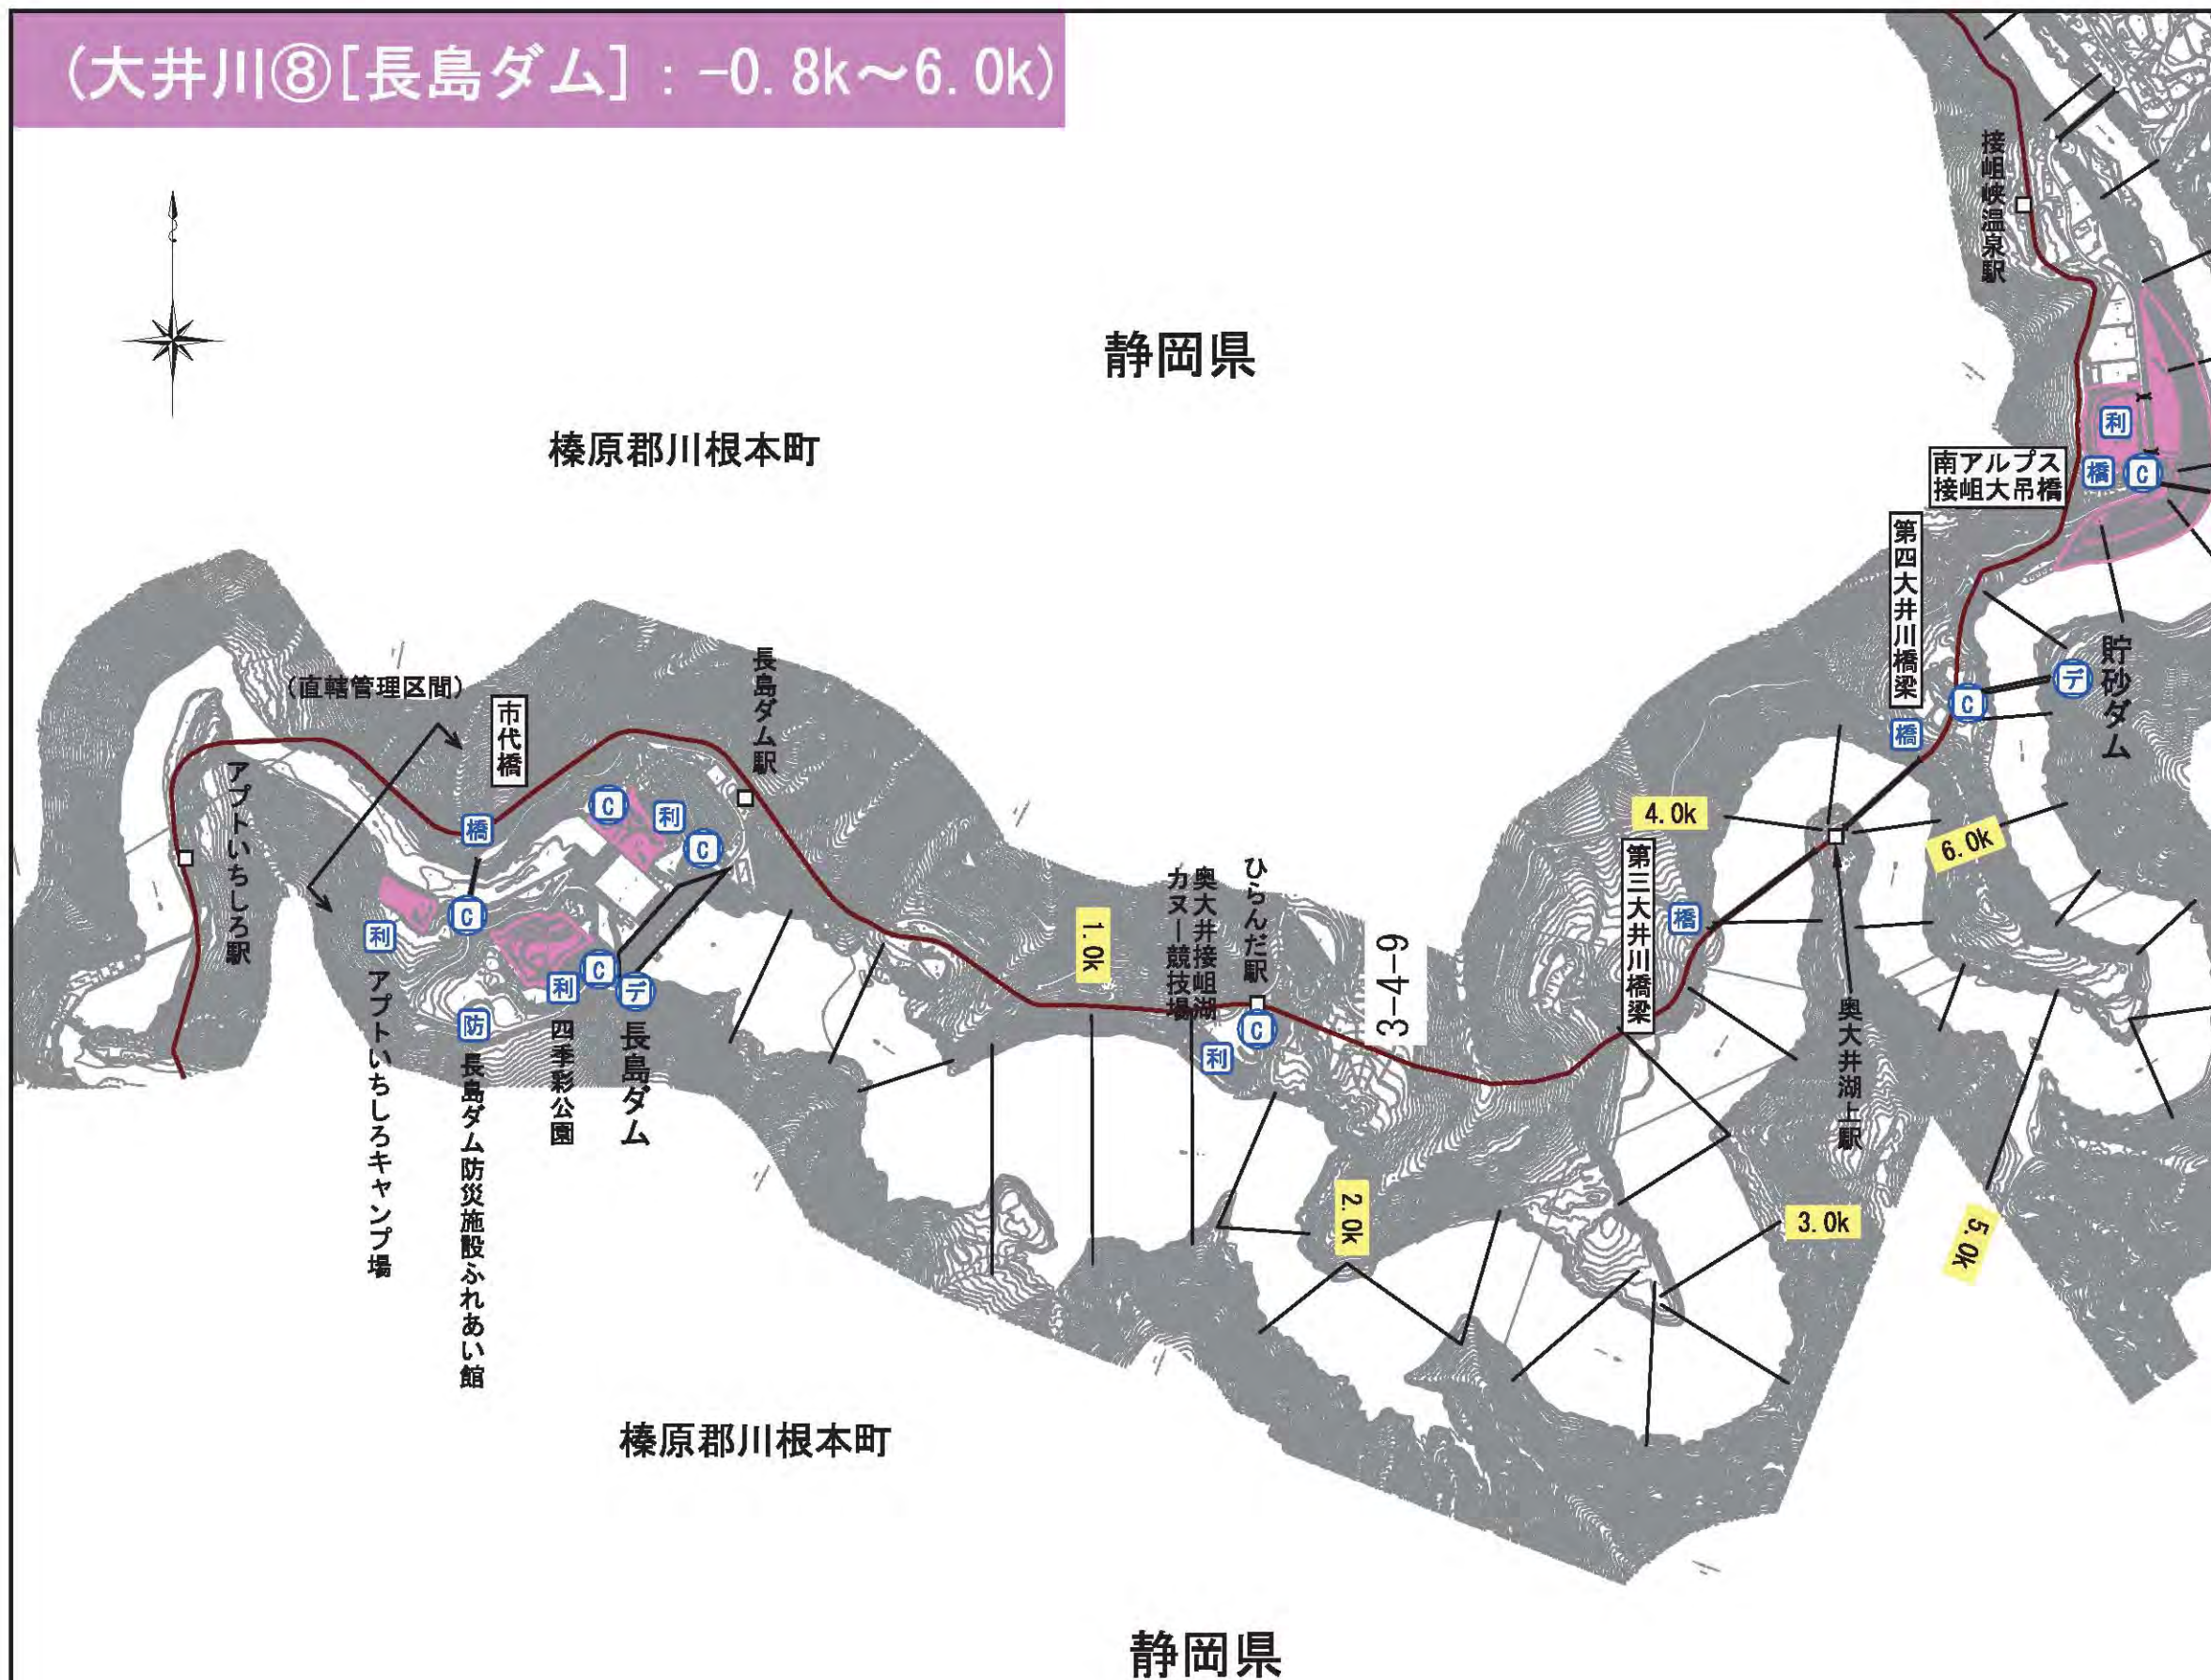 (大井川⑧[長島ダム]：-0.8k～6.0k)
静岡県
榛原郡川根本町
接岨峡温泉駅
利
南アルプス
接岨大吊橋
橋
C
第四大井川橋梁
貯砂ダム
デ
C
橋
(直轄管理区間)
市代橋
長島ダム駅
アプトいちしろ駅
橋
C
利
C
C
利
アプトいちしろキャンプ場
防
長島ダム防災施設ふれあい館
利
四季彩公園
C
デ
長島ダム
1.0k
奥大井接岨湖
カヌー競技場
ひらんだ駅
C
利
3-4-9
4.0k
第三大井川橋梁
橋
6.0k
奥大井湖上駅
2.0k
3.0k
5.0k
榛原郡川根本町
静岡県